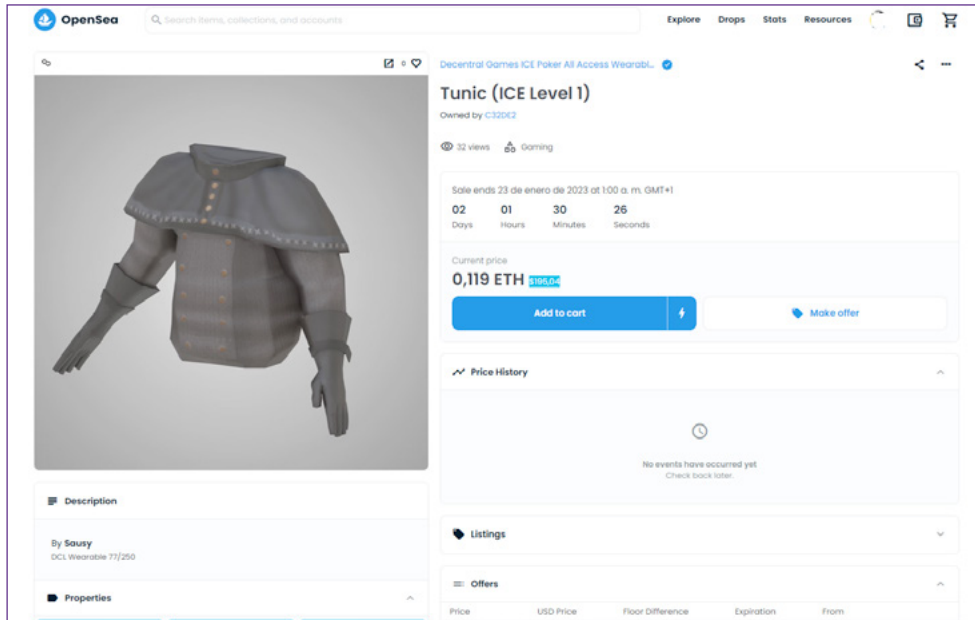 OpenSea
Search items, collections, and accounts
Explore Drops Stats Resources
0
Decentral Games ICE Poker All Access Wearabl...
Tunic (ICE Level 1)
Owned by C32DE2
32 views Gaming
Sale ends 23 de enero de 2023 at 1:00 a. m. GMT+1
02 01 30 26
Days Hours Minutes Seconds
Current price
0,119 ETH $195,04
Add to cart Make offer
Price History
No events have occurred yet
Check back later.
Description
By Sausy
DCL Wearable 77/250
Properties
Listings
Offers
Price USD Price Floor Difference Expiration From